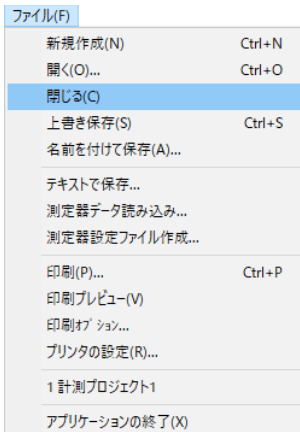 ファイル(F)
新規作成(N) Ctrl+N
開く(O)... Ctrl+O
閉じる(C)
上書き保存(S) Ctrl+S
名前を付けて保存(A)...
テキストで保存...
測定器データ読み込み...
測定器設定ファイル作成...
印刷(P)... Ctrl+P
印刷プレビュー(V)
印刷ｵﾌﾟｼｮﾝ...
プリンタの設定(R)...
1 計測プロジェクト1
アプリケーションの終了(X)